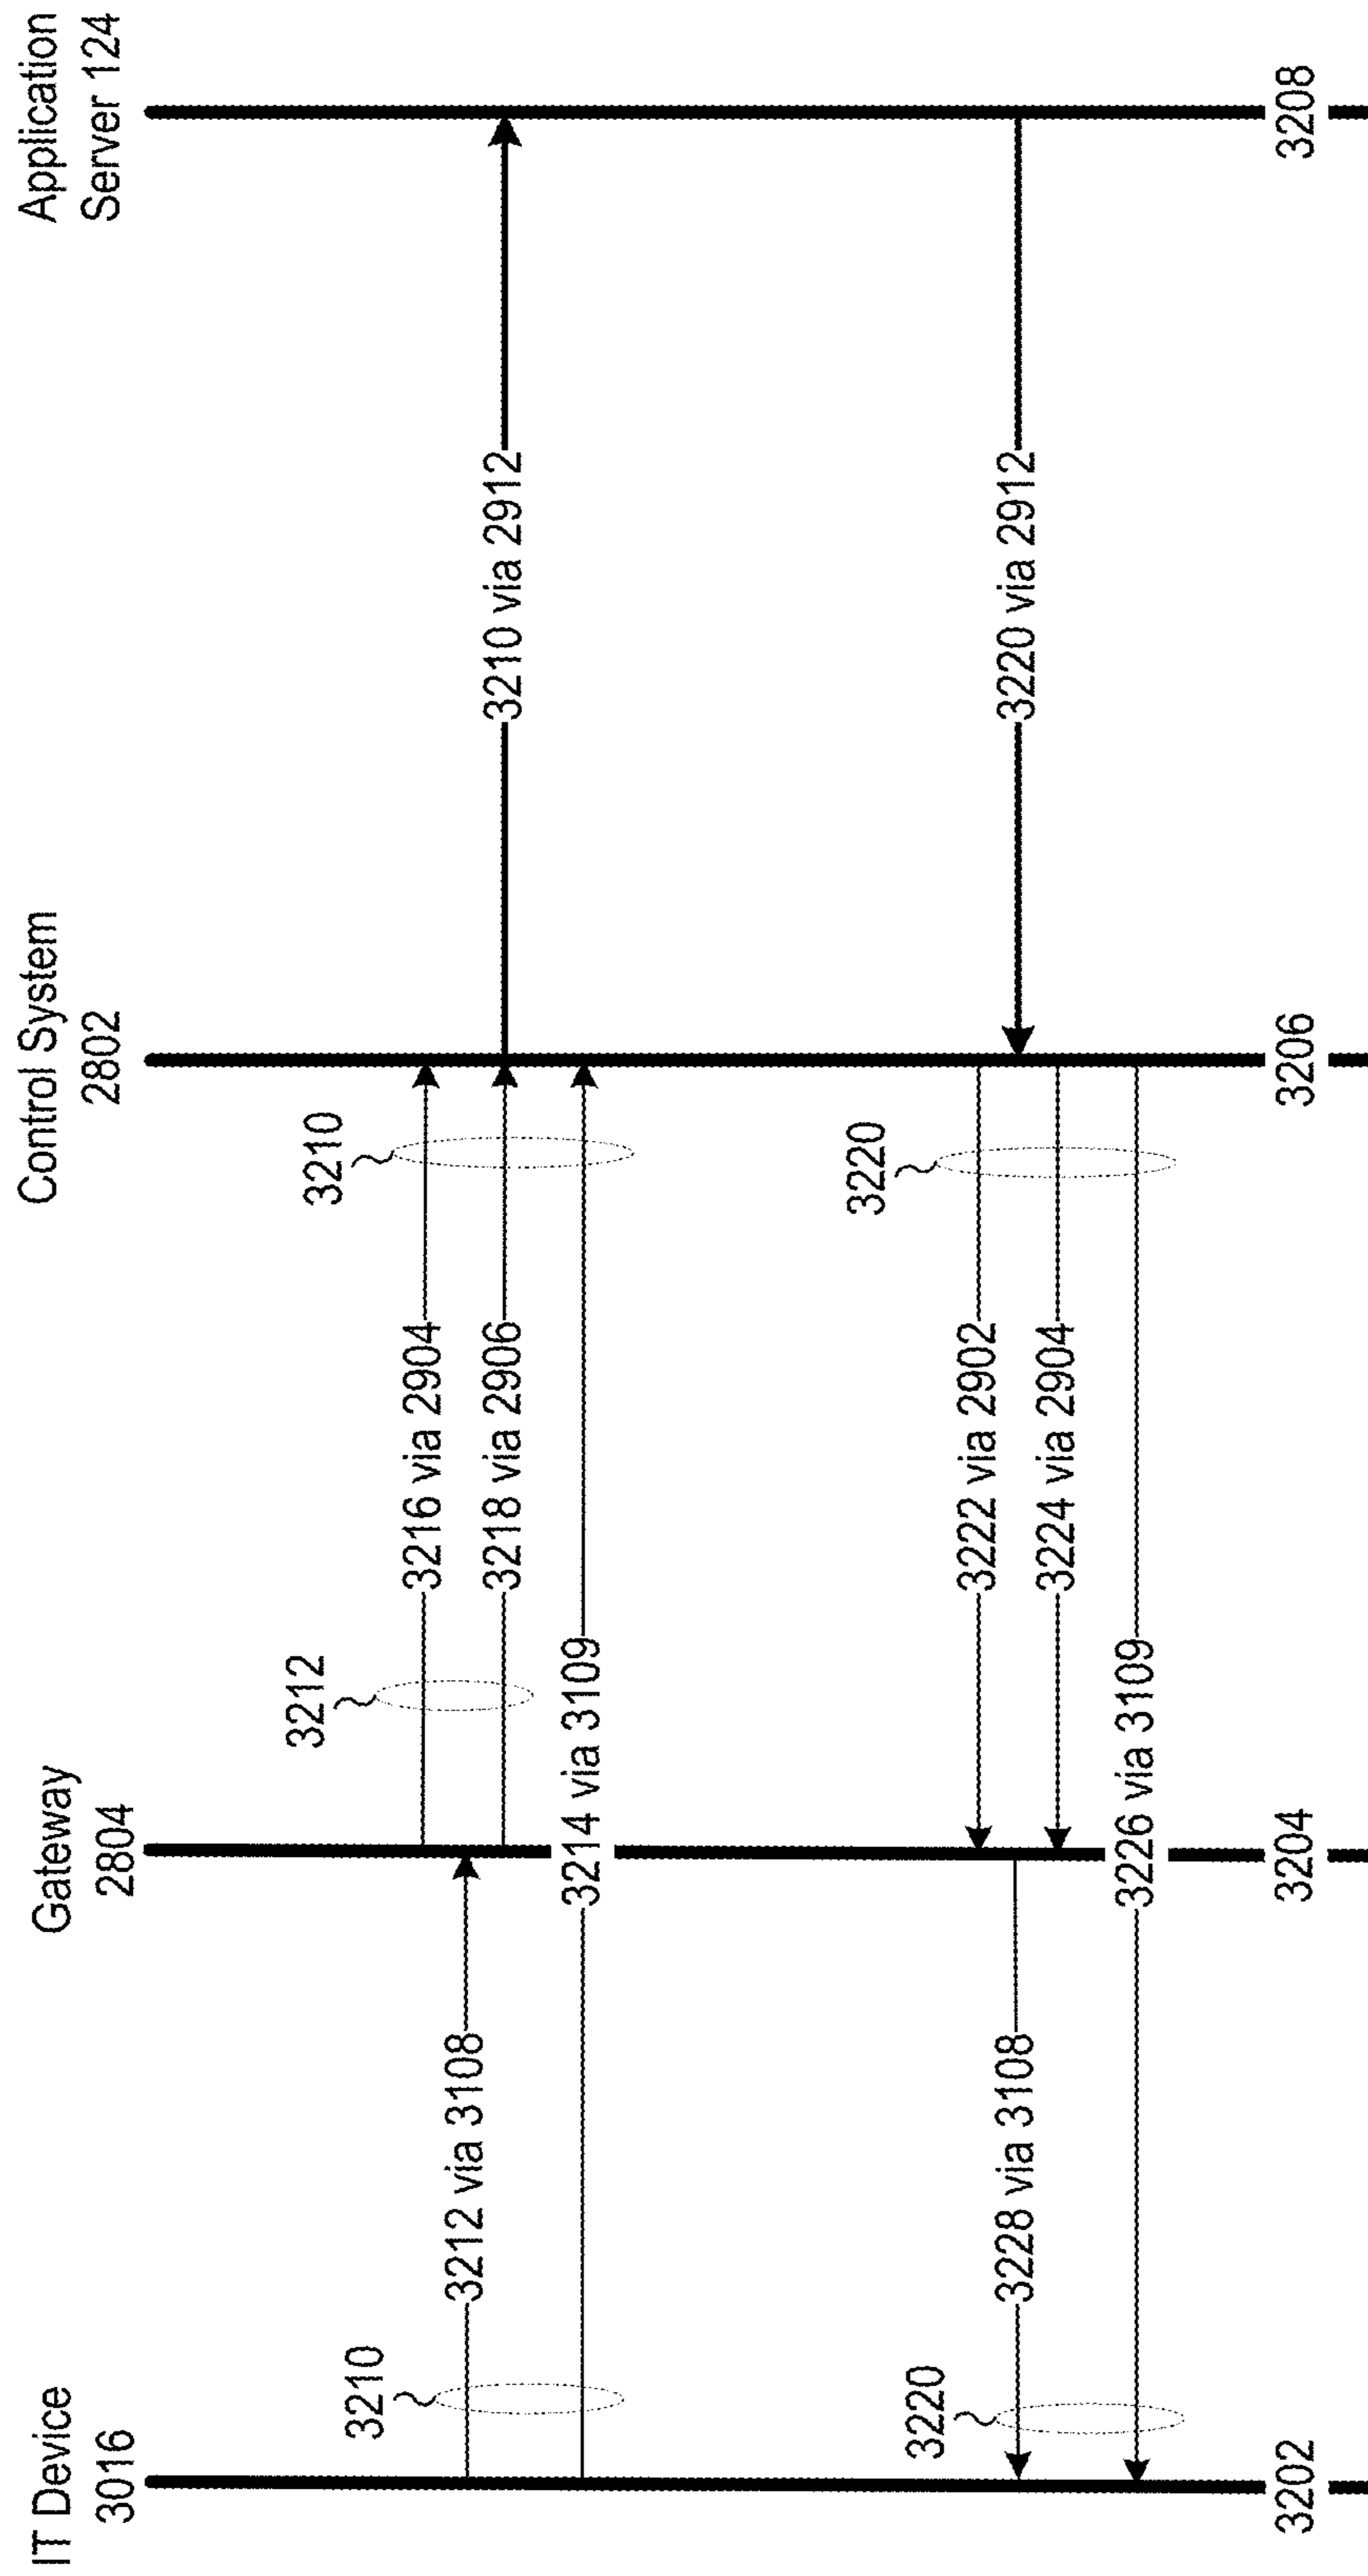 IT Device
3016
Gateway
2804
Control System
2802
Application
Server 124
3210
3212
3210
3212 via 3108
3216 via 2904
3218 via 2906
3210 via 2912
3214 via 3109
3220
3220
3222 via 2902
3228 via 3108
3224 via 2904
3220 via 2912
3226 via 3109
3202
3204
3206
3208